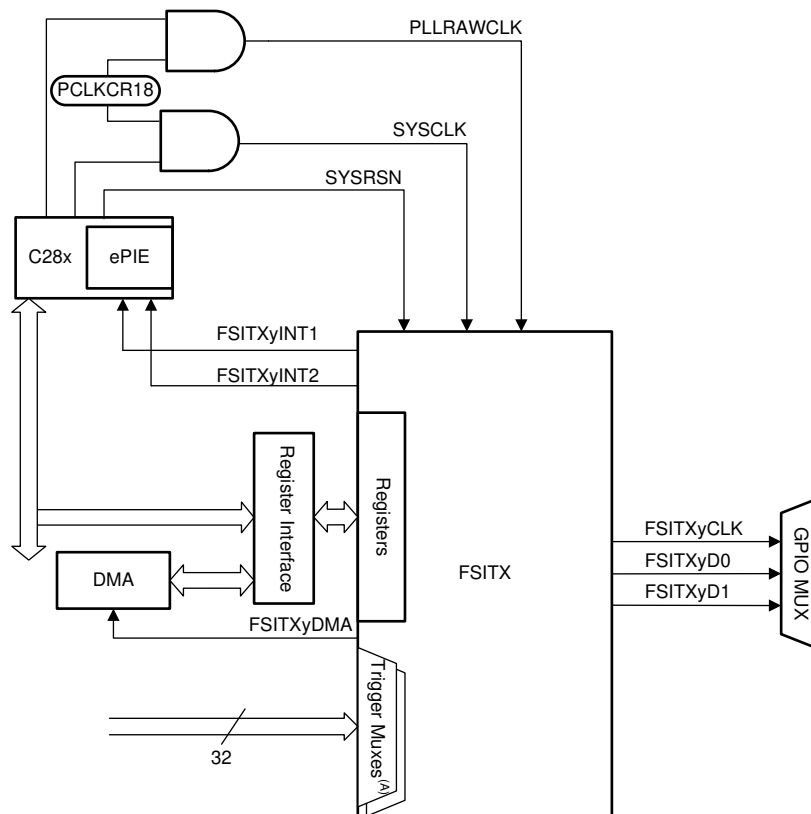 PLLRAWCLK
PCLKCR18
SYSCLK
SYSRSN
C28x
ePIE
FSITXyINT1
FSITXyINT2
Register Interface
Registers
FSITX
FSITXyCLK
FSITXyD0
FSITXyD1
GPIO MUX
DMA
FSITXyDMA
Trigger Muxes(A)
32